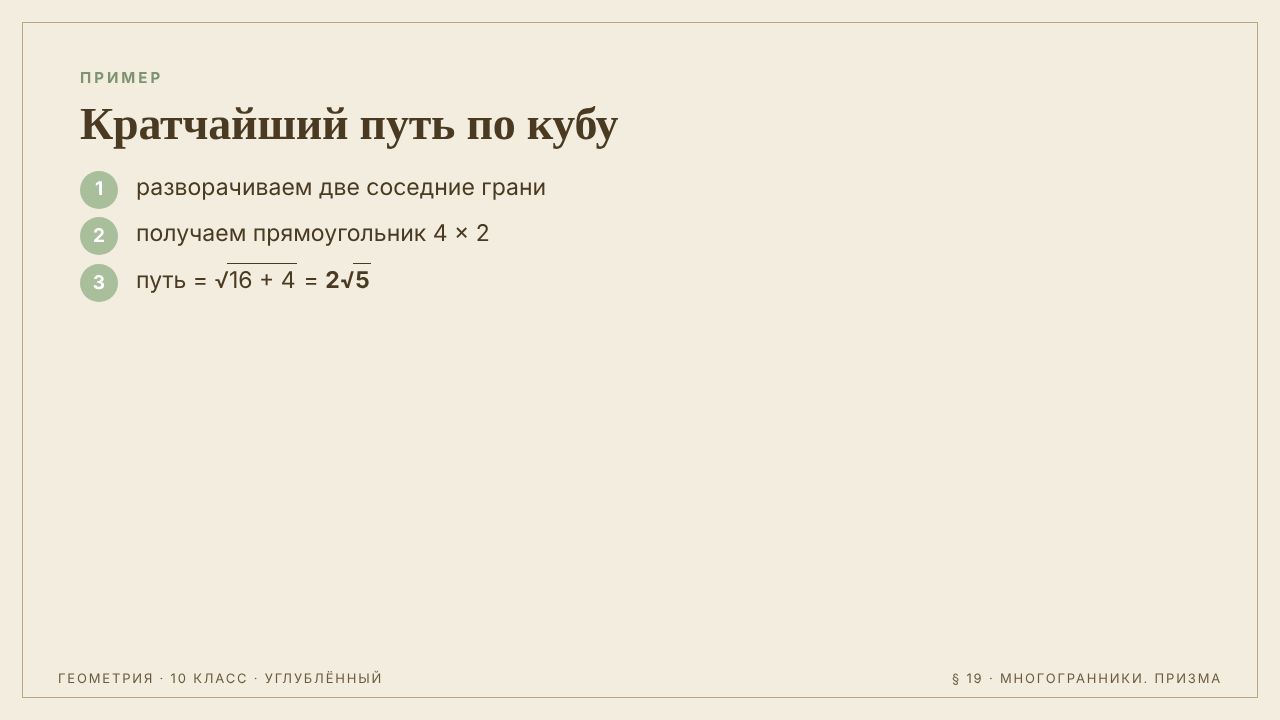 ПРИМЕР
Кратчайший путь по кубу
1 разворачиваем две соседние грани
2 получаем прямоугольник 4 × 2
3 путь = √16 + 4 = 2√5
ГЕОМЕТРИЯ · 10 КЛАСС · УГЛУБЛЁННЫЙ
§ 19 · МНОГОГРАННИКИ. ПРИЗМА